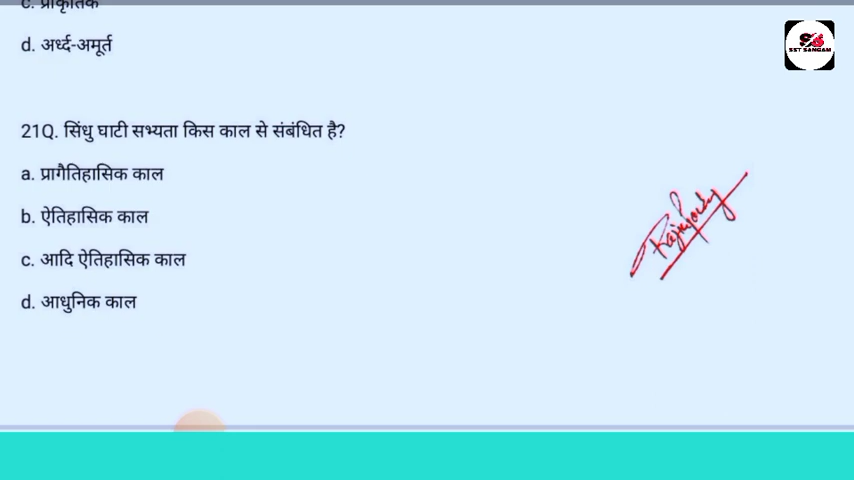 c. प्राकृतिक
d. अर्ध्द-अमूर्त
SST SANGAM
21Q. सिंधु घाटी सभ्यता किस काल से संबंधित है?
a. प्रागैतिहासिक काल
b. ऐतिहासिक काल
c. आदि ऐतिहासिक काल
d. आधुनिक काल